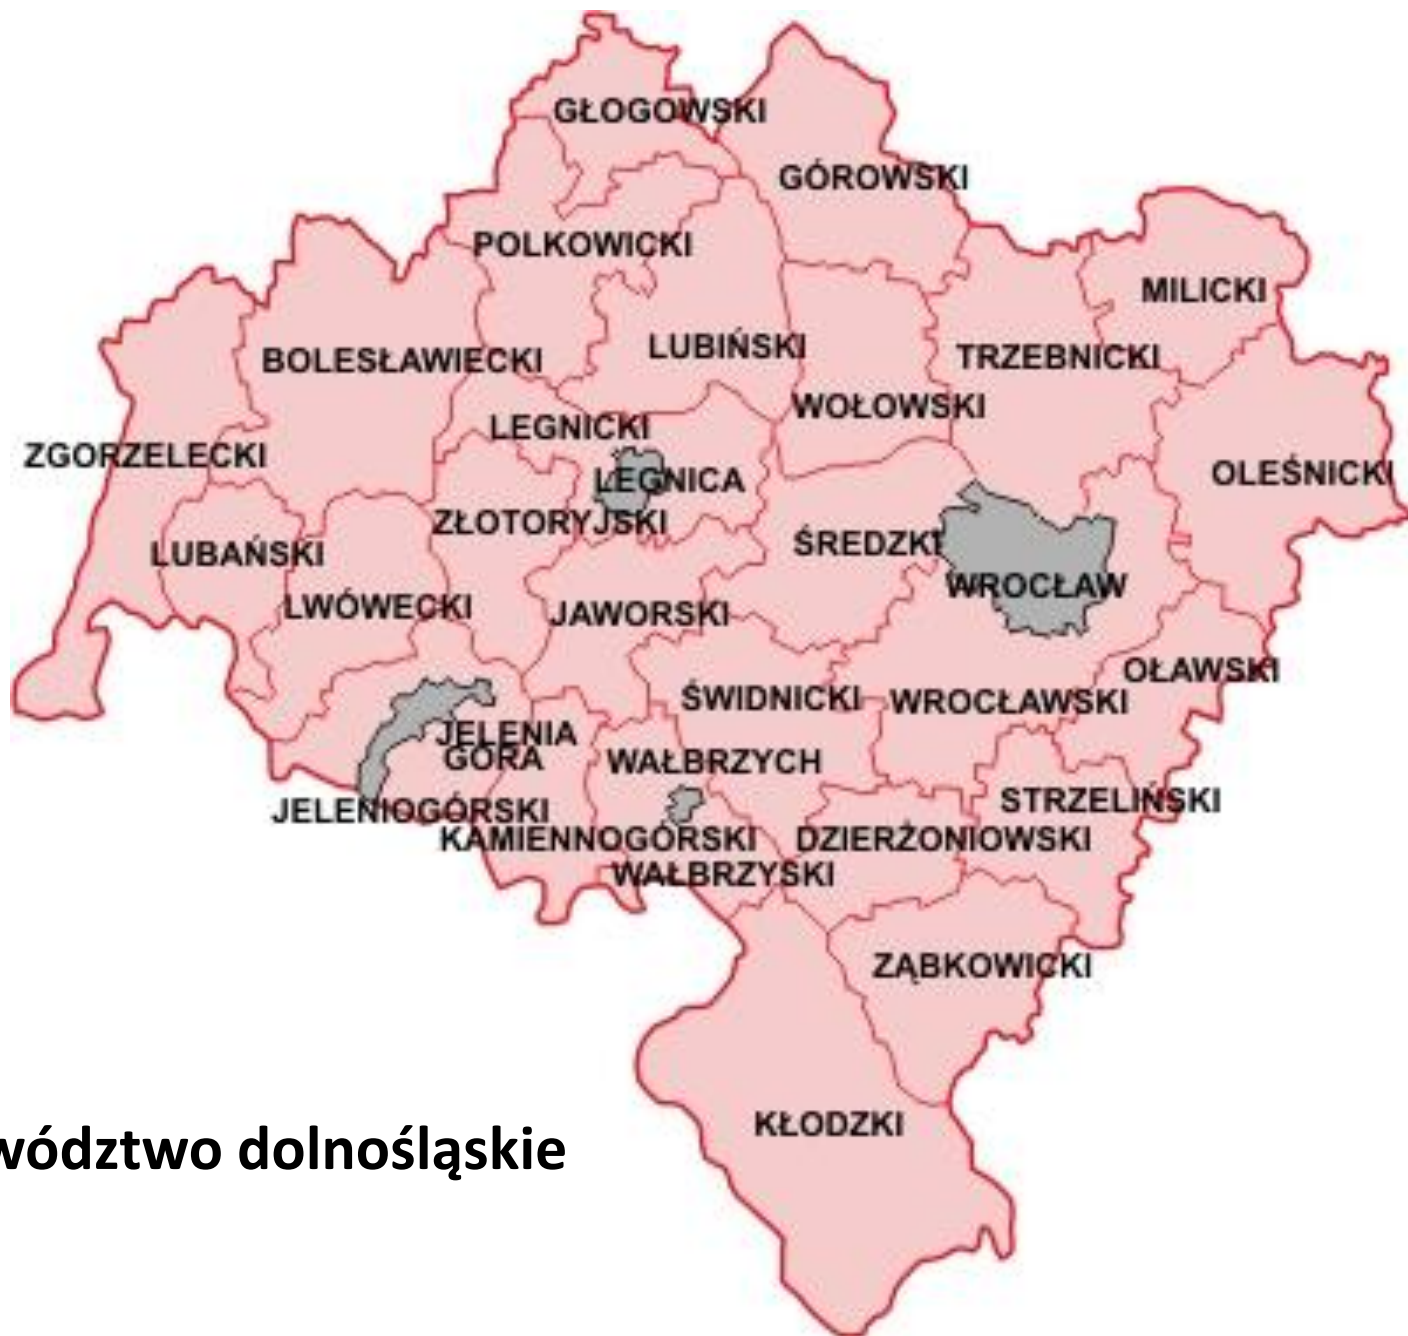 GŁOGOWSKI
GÓROWSKI
POLKOWICKI
MILICKI
LUBIŃSKI
TRZEBNICKI
BOLESŁAWIECKI
WOŁOWSKI
LEGNICKI
ZGORZELECKI
OLEŚNICKI
LEGNICA
ZŁOTORYJSKI
ŚREDZKI
LUBAŃSKI
WROCŁAW
LWÓWECKI
JAWORSKI
OŁAWSKI
ŚWIDNICKI
WROCŁAWSKI
JELENIA
GÓRA
WAŁBRZYCH
STRZELIŃSKI
JELENIOGÓRSKI
KAMIENNOGÓRSKI
DZIERŻONIOWSKI
WAŁBRZYSKI
ZĄBKOWICKI
KŁODZKI
wództwo dolnośląskie